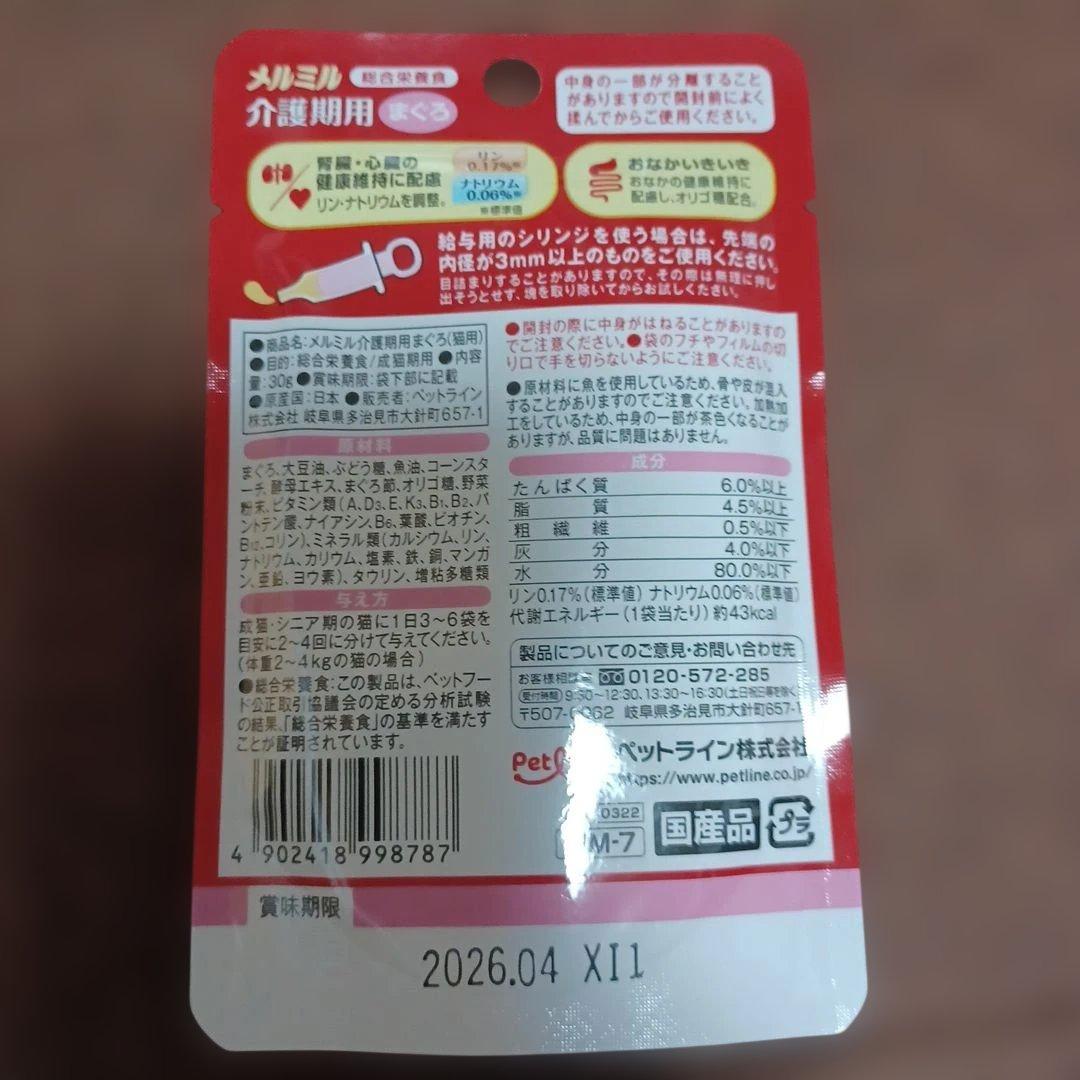 メルミル 総合栄養食
介護期用 まぐろ
中身の一部が分離すること
がありますので開封前によく
揉んでからご使用ください。
腎臓・心臓の
健康維持に配慮
リン・ナトリウムを調整。
リン
0.17%※
ナトリウム
0.06%※
※標準値
おなかいきいき
おなかの健康維持に
配慮し、オリゴ糖配合。
給与用のシリンジを使う場合は、先端の
内径が3mm以上のものをご使用ください。
目詰まりすることがありますので、その際は無理に押し
出そうとせず、塊を取り除いてからお試しください。
●商品名:メルミル介護期用まぐろ(猫用)
●目的:総合栄養食/成猫期用 ●内容
量:30g ●賞味期限:袋下部に記載
●原産国:日本 ●販売者:ペットライン
株式会社 岐阜県多治見市大針町657-1
原材料
まぐろ、大豆油、ぶどう糖、魚油、コーンスタ
ーチ、酵母エキス、まぐろ節、オリゴ糖、野菜
粉末、ビタミン類(A、D3、E、K3、B1、B2、パ
ントテン酸、ナイアシン、B6、葉酸、ビオチン、
B12、コリン)、ミネラル類(カルシウム、リン、
ナトリウム、カリウム、塩素、鉄、銅、マンガ
ン、亜鉛、ヨウ素)、タウリン、増粘多糖類
与え方
成猫・シニア期の猫に1日3~6袋を
目安に2~4回に分けて与えてください。
(体重2~4kgの猫の場合)
●総合栄養食:この製品は、ペットフー
ド公正取引協議会の定める分析試験
の結果、「総合栄養食」の基準を満たす
ことが証明されています。
4 902418 998787
●開封の際に中身がはねることがありますの
でご注意ください。●袋のフチやフィルムの切
り口で手を切らないようにご注意ください。
●原材料に魚を使用しているため、骨や皮が混入
することがありますのでご注意ください。加熱加
工をしているため、中身の一部が茶色くなることが
ありますが、品質に問題はありません。
成分
たんぱく質 6.0%以上
脂質 4.5%以上
粗繊維 0.5%以下
灰分 4.0%以下
水分 80.0%以下
リン0.17%(標準値) ナトリウム0.06%(標準値)
代謝エネルギー(1袋当たり)約43kcal
製品についてのご意見・お問い合わせ先
お客様相談 0120-572-285
受付時間 9:30~12:30、13:30~16:30(土日祝日等を除く)
〒507- 岐阜県多治見市大針町657-1
Pet ペットライン株式会社
https://www.petline.co.jp/
0322
M-7
国産品
プラ
賞味期限
2026.04 XI1